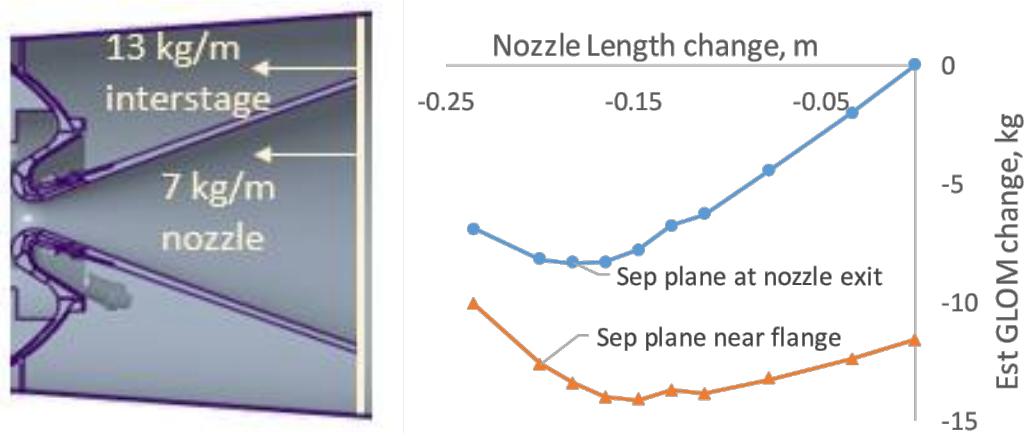 13 kg/m
interstage
7 kg/m
nozzle
Nozzle Length change, m
-0.25
-0.15
-0.05
0
-5
-10
-15
Est GLOM change, kg
Sep plane at nozzle exit
Sep plane near flange